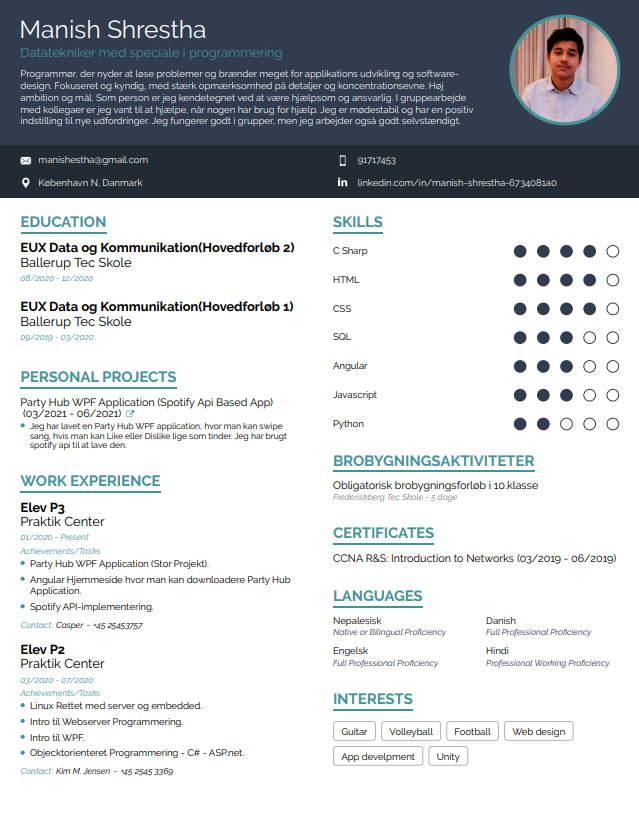 Manish Shrestha
Datatekniker med speciale i programmering
Programmør, der nyder at løse problemer og brænder meget for applikations udvikling og software-
design. Fokuseret og kyndig, med stærk opmærksomhed på detaljer og koncentrationsevne. Høj
ambition og mål. Som person er jeg kendetegnet ved at være hjælpsom og ansvarlig. I gruppearbejde
med kollegaer er jeg vant til at hjælpe, når nogen har brug for hjælp. Jeg er mødestabil og har en positiv
indstilling til nye udfordringer. Jeg fungerer godt i grupper, men jeg arbejder også godt selvstændigt.
manishestha@gmail.com
91717453
København N, Danmark
linkedin.com/in/manish-shrestha-6734081a0
EDUCATION
EUX Data og Kommunikation(Hovedforløb 2)
Ballerup Tec Skole
08/2020 - 12/2020
EUX Data og Kommunikation(Hovedforløb 1)
Ballerup Tec Skole
09/2019 - 03/2020
PERSONAL PROJECTS
Party Hub WPF Application (Spotify Api Based App)
(03/2021 - 06/2021)
Jeg har lavet en Party Hub WPF application, hvor man kan swipe
sang, hvis man kan Like eller Dislike lige som tinder. Jeg har brugt
spotify api til at lave den.
WORK EXPERIENCE
Elev P3
Praktik Center
01/2020 - Present
Achievements/Tasks
Party Hub WPF Application (Stor Projekt).
Angular Hjemmeside hvor man kan downloadere Party Hub
Application.
Spotify API-implementering.
Contact: Casper - +45 25453757
Elev P2
Praktik Center
03/2020 - 07/2020
Achievements/Tasks
Linux Rettet med server og embedded.
Intro til Webserver Programmering.
Intro til WPF.
Objecktorienteret Programmering - C# - ASP.net.
Contact: Kim M. Jensen - +45 2545 3369
SKILLS
C Sharp
HTML
CSS
SQL
Angular
Javascript
Python
BROBYGNINGSAKTIVITETER
Obligatorisk brobygningsforløb i 10.klasse
Frederiskberg Tec Skole - 5 dage
CERTIFICATES
CCNA R&S: Introduction to Networks (03/2019 - 06/2019)
LANGUAGES
Nepalesisk
Native or Bilingual Proficiency
Danish
Full Professional Proficiency
Engelsk
Full Professional Proficiency
Hindi
Professional Working Proficiency
INTERESTS
Guitar
Volleyball
Football
Web design
App develpment
Unity